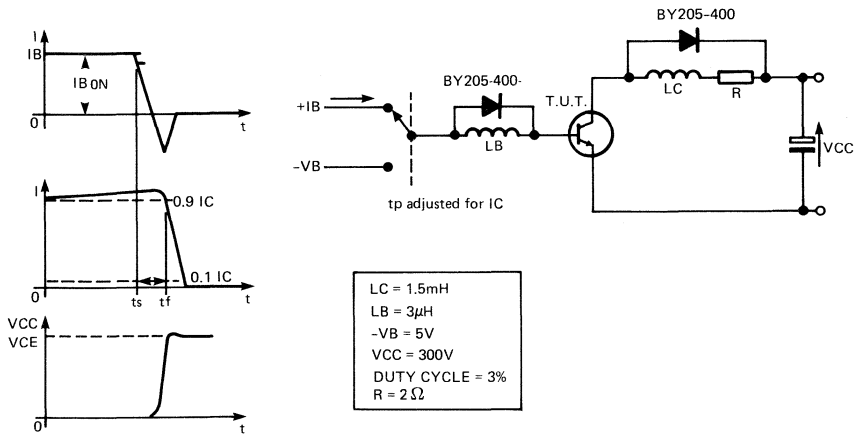 I
IB
IB ON
0
t
I
0.9 IC
0.1 IC
0
ts
tf
t
VCC
VCE
0
t
BY205-400
LC
R
BY205-400-
T.U.T.
+IB
LB
-VB
VCC
tp adjusted for IC
LC = 1.5mH
LB = 3μH
-VB = 5V
VCC = 300V
DUTY CYCLE = 3%
R = 2 Ω